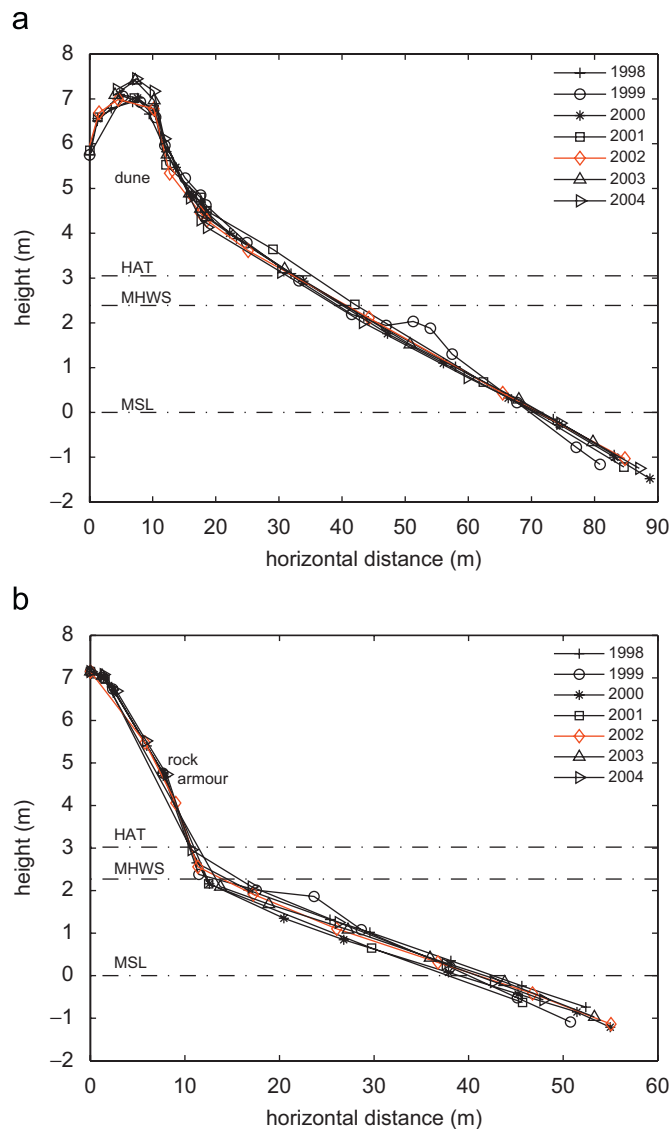 a
8
7
6
5
4
3
2
1
0
−1
−2
height (m)
dune
HAT
MHWS
MSL
1998
1999
2000
2001
2002
2003
2004
0 10 20 30 40 50 60 70 80 90
horizontal distance (m)
b
8
7
6
5
4
3
2
1
0
−1
−2
height (m)
rock
armour
HAT
MHWS
MSL
1998
1999
2000
2001
2002
2003
2004
0 10 20 30 40 50 60
horizontal distance (m)